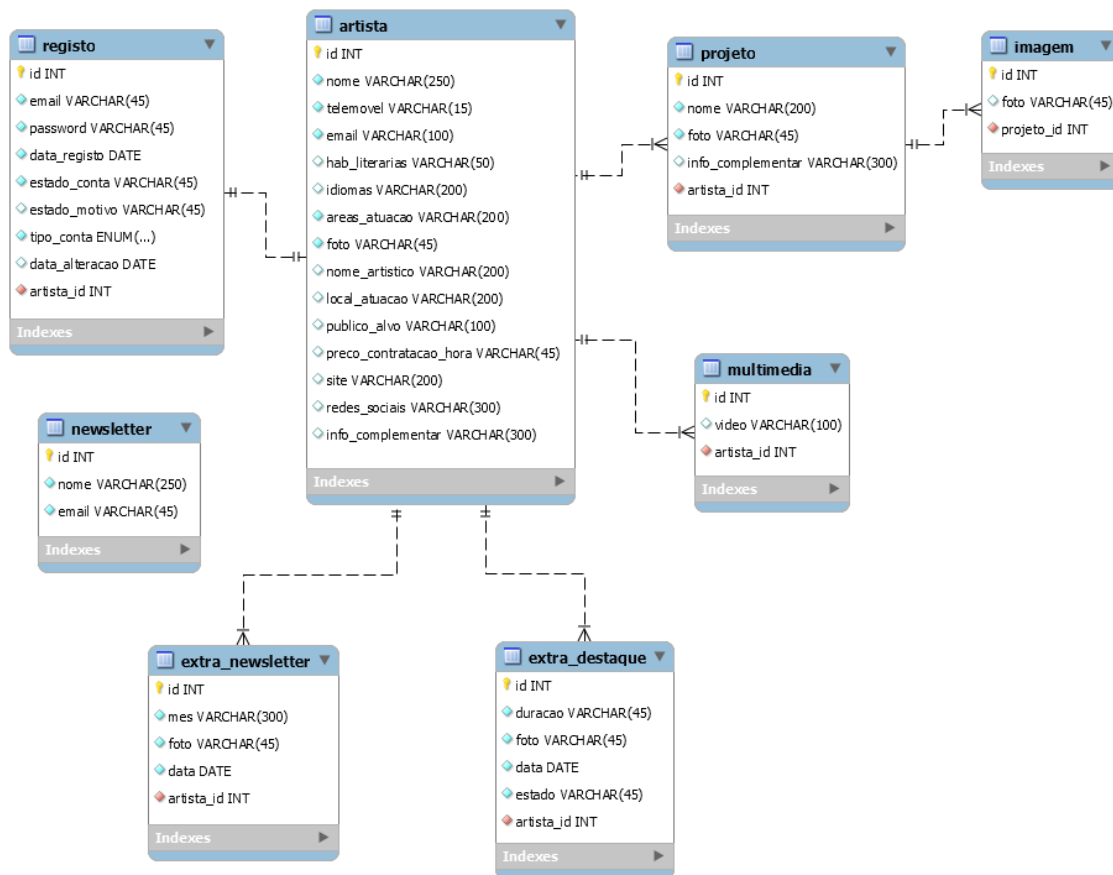 registo
id INT
email VARCHAR(45)
password VARCHAR(45)
data_registo DATE
estado_conta VARCHAR(45)
estado_motivo VARCHAR(45)
tipo_conta ENUM(...)
data_alteracao DATE
artista_id INT
Indexes
artista
id INT
nome VARCHAR(250)
telemovel VARCHAR(15)
email VARCHAR(100)
hab_literarias VARCHAR(50)
idiomas VARCHAR(200)
areas_atuacao VARCHAR(200)
foto VARCHAR(45)
nome_artistico VARCHAR(200)
local_atuacao VARCHAR(200)
publico_alvo VARCHAR(100)
preco_contratacao_hora VARCHAR(45)
site VARCHAR(200)
redes_sociais VARCHAR(300)
info_complementar VARCHAR(300)
Indexes
projeto
id INT
nome VARCHAR(200)
foto VARCHAR(45)
info_complementar VARCHAR(300)
artista_id INT
Indexes
imagem
id INT
foto VARCHAR(45)
projeto_id INT
Indexes
multimedia
id INT
video VARCHAR(100)
artista_id INT
Indexes
newsletter
id INT
nome VARCHAR(250)
email VARCHAR(45)
Indexes
extra_newsletter
id INT
mes VARCHAR(300)
foto VARCHAR(45)
data DATE
artista_id INT
Indexes
extra_destaque
id INT
duracao VARCHAR(45)
foto VARCHAR(45)
data DATE
estado VARCHAR(45)
artista_id INT
Indexes